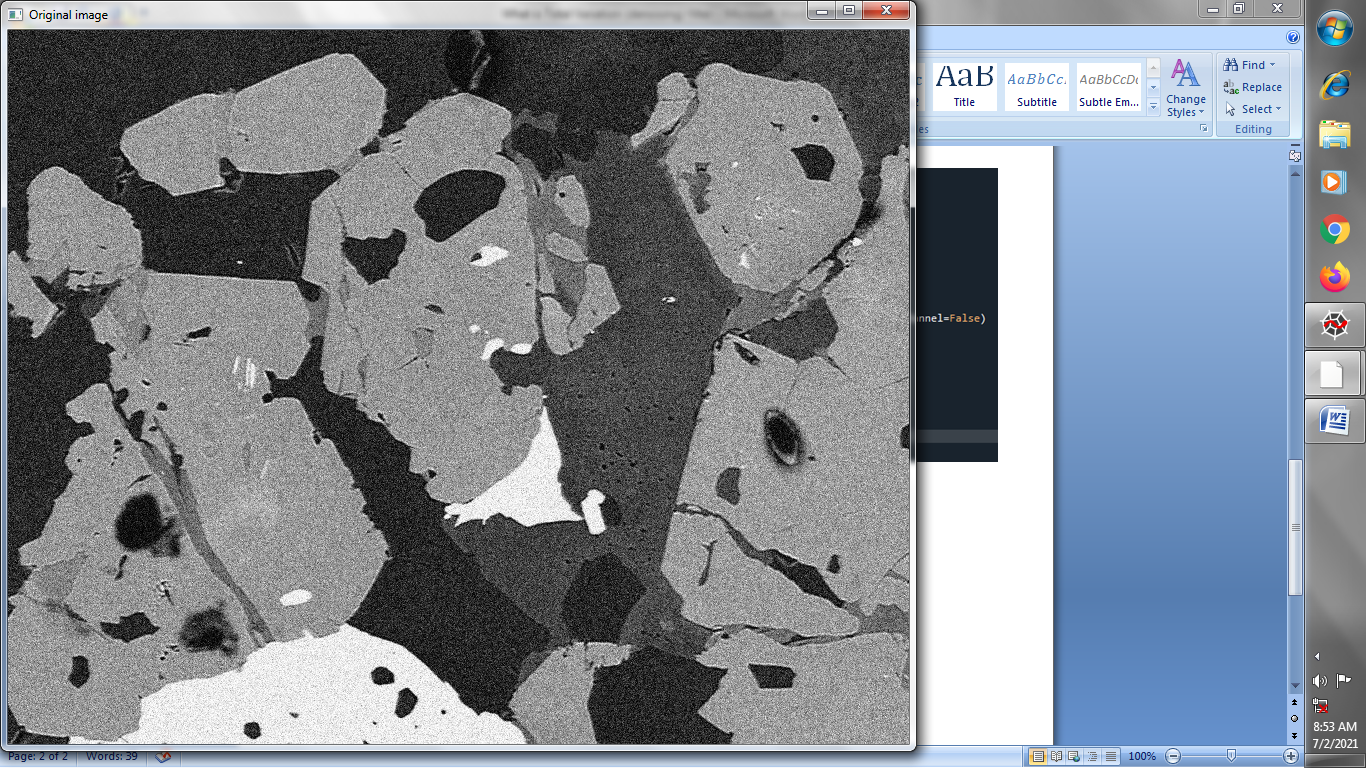 Original image
AaB
AaBbCc.
AaBbCcDc
Title
Subtitle
Subtle Em...
Change
Styles
Find
Replace
Select
Editing
nnel=False)
Page: 2 of 2
Words: 39
100%
8:53 AM
7/2/2021